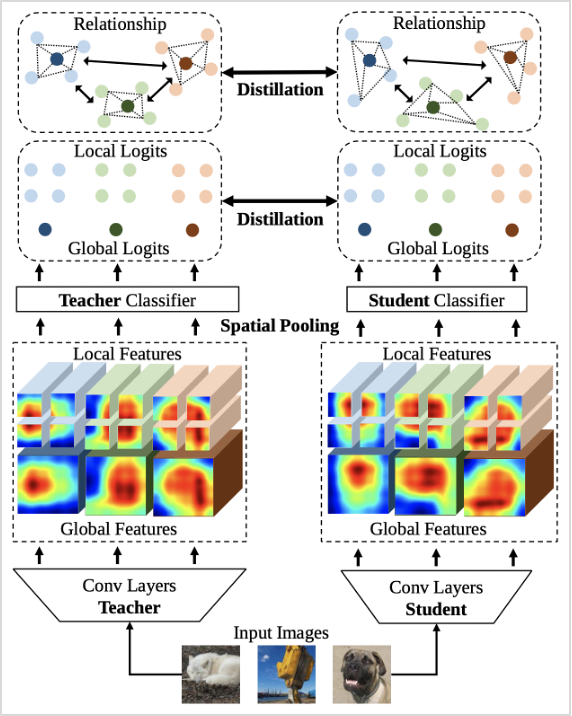 Relationship
Relationship
Distillation
Local Logits
Local Logits
Distillation
Global Logits
Global Logits
Teacher Classifier
Student Classifier
Spatial Pooling
Local Features
Local Features
Global Features
Global Features
Conv Layers
Teacher
Conv Layers
Student
Input Images